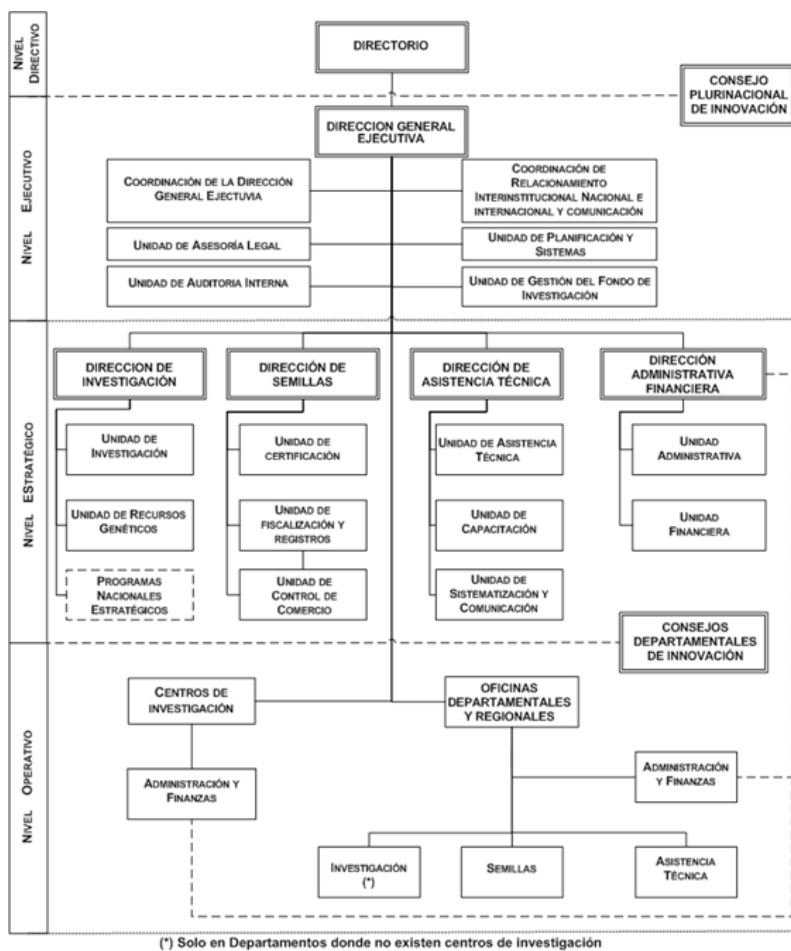 NIVEL
DIRECTIVO
DIRECTORIO
CONSEJO
PLURINACIONAL
DE INNOVACIÓN
NIVEL EJECUTIVO
DIRECCION GENERAL
EJECUTIVA
COORDINACIÓN DE LA DIRECCIÓN
GENERAL EJECTUVIA
COORDINACIÓN DE
RELACIONAMIENTO
INTERINSTITUCIONAL NACIONAL E
INTERNACIONAL Y COMUNICACIÓN
UNIDAD DE ASESORÍA LEGAL
UNIDAD DE PLANIFICACIÓN Y
SISTEMAS
UNIDAD DE AUDITORIA INTERNA
UNIDAD DE GESTIÓN DEL FONDO DE
INVESTIGACIÓN
NIVEL ESTRATÉGICO
DIRECCION DE
INVESTIGACIÓN
DIRECCIÓN DE
SEMILLAS
DIRECCIÓN DE
ASISTENCIA TÉCNICA
DIRECCIÓN
ADMINISTRATIVA
FINANCIERA
UNIDAD DE
INVESTIGACIÓN
UNIDAD DE
CERTIFICACIÓN
UNIDAD DE ASISTENCIA
TÉCNICA
UNIDAD
ADMINISTRATIVA
UNIDAD DE RECURSOS
GENÉTICOS
UNIDAD DE
FISCALIZACIÓN Y
REGISTROS
UNIDAD DE
CAPACITACIÓN
UNIDAD
FINANCIERA
PROGRAMAS
NACIONALES
ESTRATÉGICOS
UNIDAD DE
CONTROL DE
COMERCIO
UNIDAD DE
SISTEMATIZACIÓN Y
COMUNICACIÓN
CONSEJOS
DEPARTAMENTALES
DE INNOVACIÓN
NIVEL OPERATIVO
CENTROS DE
INVESTIGACIÓN
OFICINAS
DEPARTAMENTALES
Y REGIONALES
ADMINISTRACIÓN Y
FINANZAS
ADMINISTRACIÓN
Y FINANZAS
INVESTIGACIÓN
(*)
SEMILLAS
ASISTENCIA
TÉCNICA
(*) Solo en Departamentos donde no existen centros de investigación